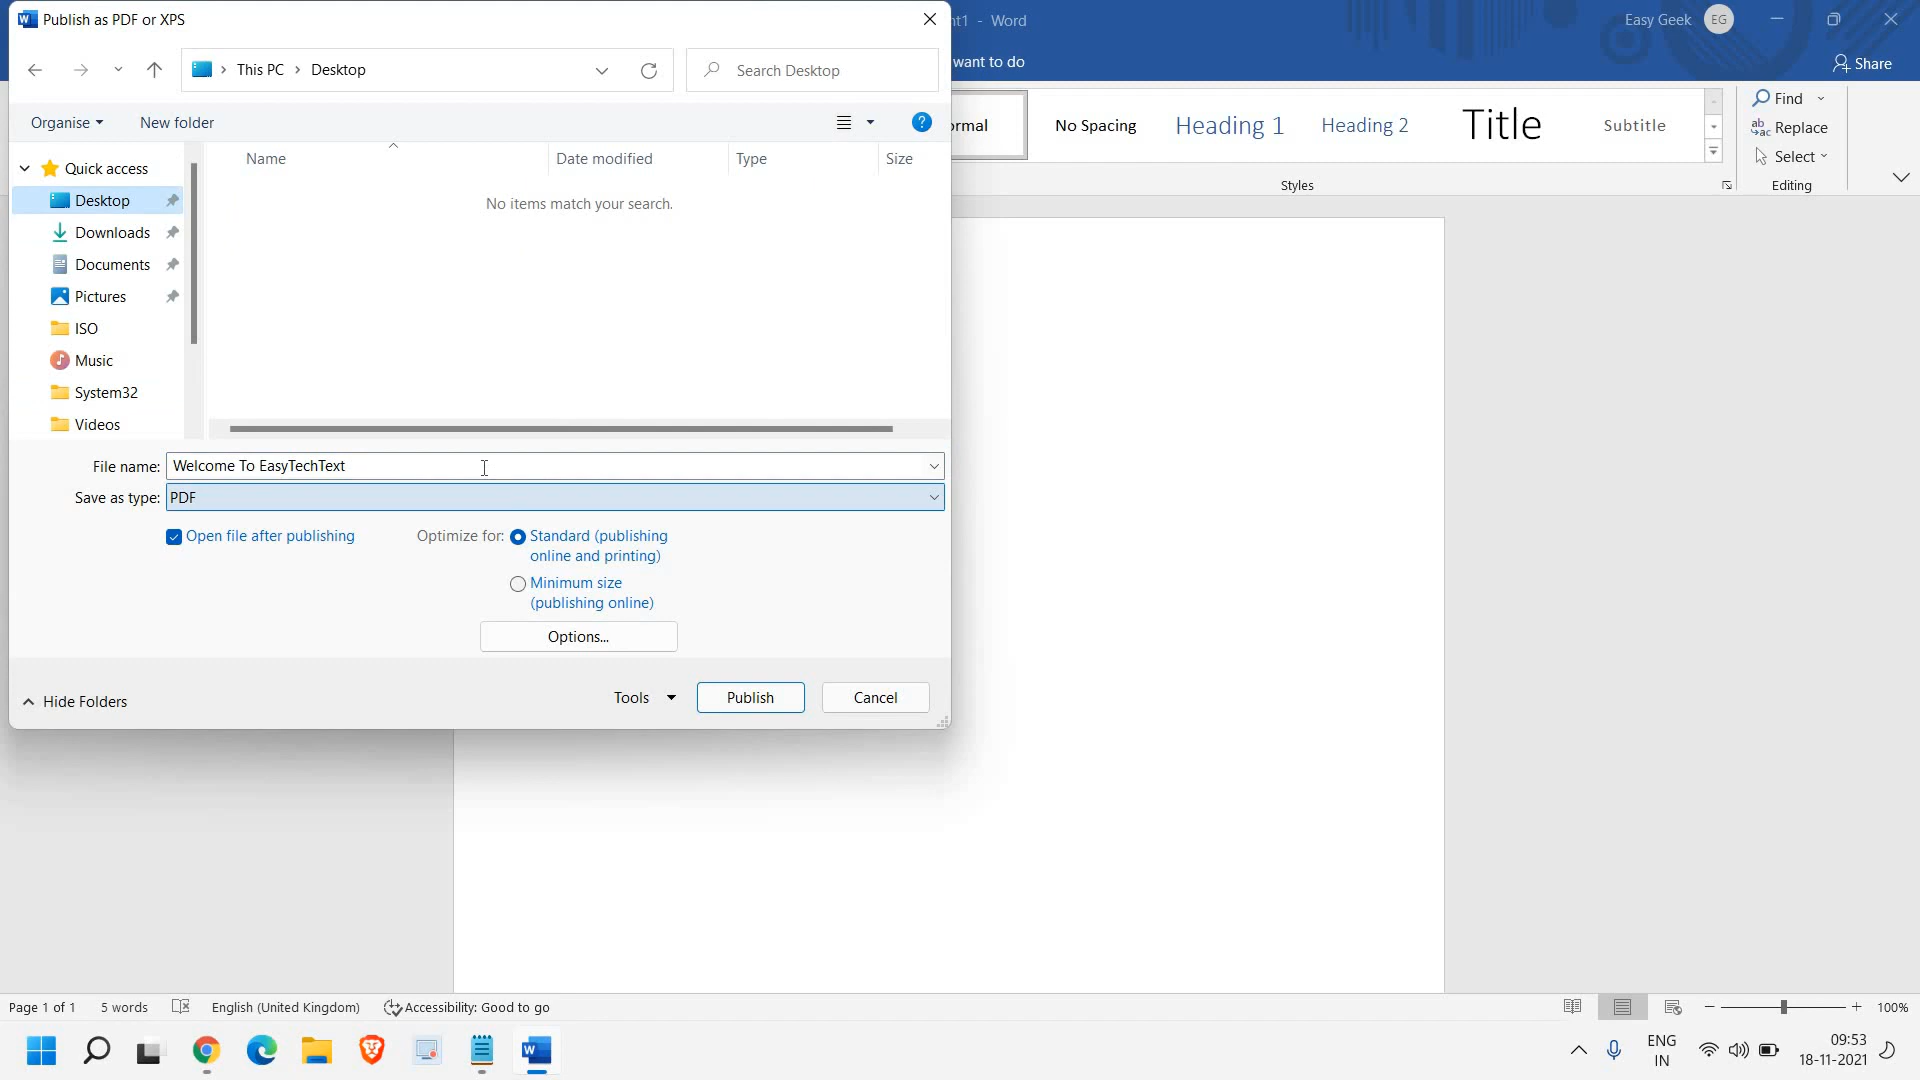 Publish as PDF or XPS
nt1 - Word
Easy Geek
EG
This PC > Desktop
Search Desktop
want to do
Share
Organise
New folder
ormal
No Spacing
Heading 1
Heading 2
Title
Subtitle
Find
Replace
Select
Styles
Editing
Name
Date modified
Type
Size
No items match your search.
Quick access
Desktop
Downloads
Documents
Pictures
ISO
Music
System32
Videos
File name: Welcome To EasyTechText
Save as type: PDF
Open file after publishing
Optimize for:
Standard (publishing
online and printing)
Minimum size
(publishing online)
Options...
Hide Folders
Tools
Publish
Cancel
Page 1 of 1
5 words
English (United Kingdom)
Accessibility: Good to go
100%
ENG
IN
09:53
18-11-2021